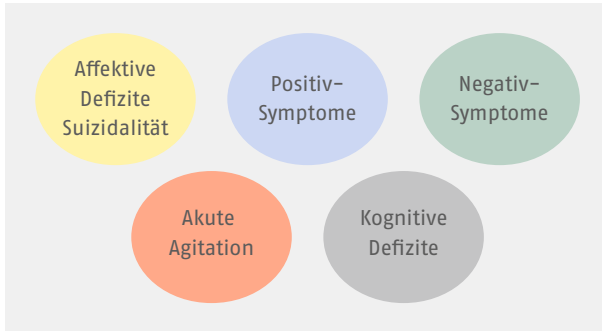 Affektive
Defizite
Suizidalität
Positiv-
Symptome
Negativ-
Symptome
Akute
Agitation
Kognitive
Defizite